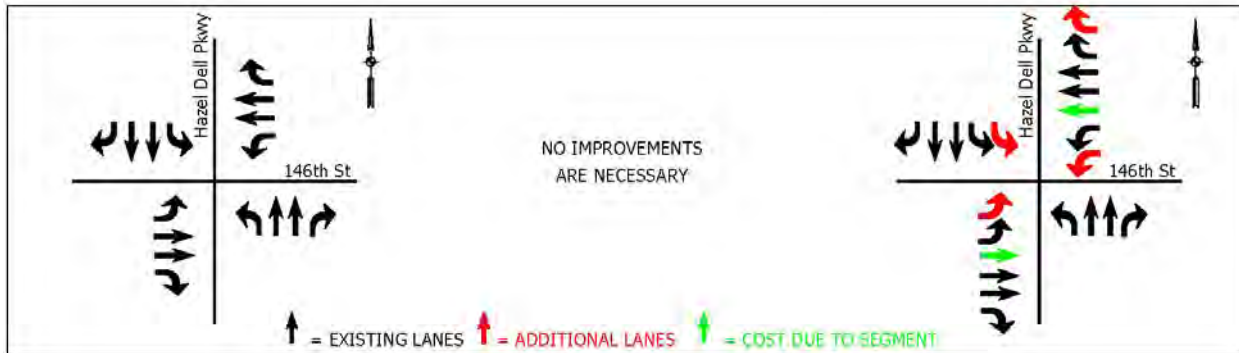 Hazel Dell Pkwy
146th St
NO IMPROVEMENTS
ARE NECESSARY
Hazel Dell Pkwy
146th St
= EXISTING LANES = ADDITIONAL LANES = COST DUE TO SEGMENT